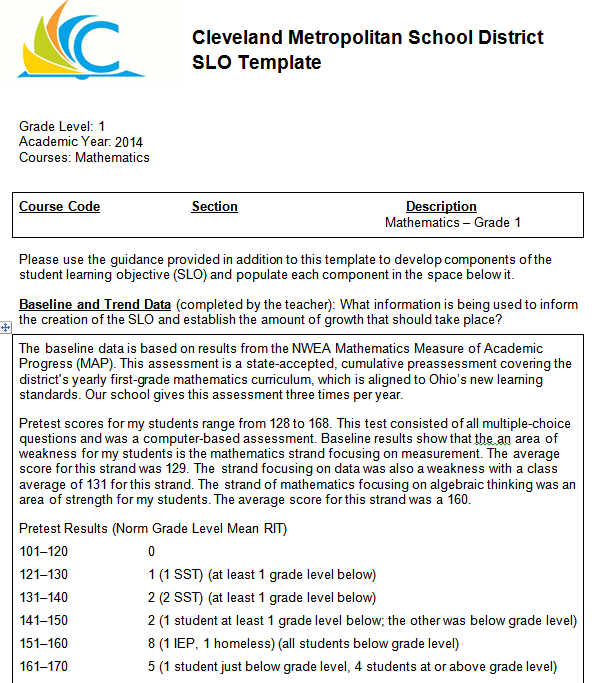 Cleveland Metropolitan School District
SLO Template
Grade Level: 1
Academic Year: 2014
Courses: Mathematics
Course Code Section Description
Mathematics – Grade 1
Please use the guidance provided in addition to this template to develop components of the
student learning objective (SLO) and populate each component in the space below it.
Baseline and Trend Data (completed by the teacher): What information is being used to inform
the creation of the SLO and establish the amount of growth that should take place?
The baseline data is based on results from the NWEA Mathematics Measure of Academic
Progress (MAP). This assessment is a state-accepted, cumulative preassessment covering the
district's yearly first-grade mathematics curriculum, which is aligned to Ohio's new learning
standards. Our school gives this assessment three times per year.
Pretest scores for my students range from 128 to 168. This test consisted of all multiple-choice
questions and was a computer-based assessment. Baseline results show that the an area of
weakness for my students is the mathematics strand focusing on measurement. The average
score for this strand was 129. The strand focusing on data was also a weakness with a class
average of 131 for this strand. The strand of mathematics focusing on algebraic thinking was an
area of strength for my students. The average score for this strand was a 160.
Pretest Results (Norm Grade Level Mean RIT)
101–120 0
121–130 1 (1 SST) (at least 1 grade level below)
131–140 2 (2 SST) (at least 1 grade level below)
141–150 2 (1 student at least 1 grade level below; the other was below grade level)
151–160 8 (1 IEP, 1 homeless) (all students below grade level)
161–170 5 (1 student just below grade level, 4 students at or above grade level)